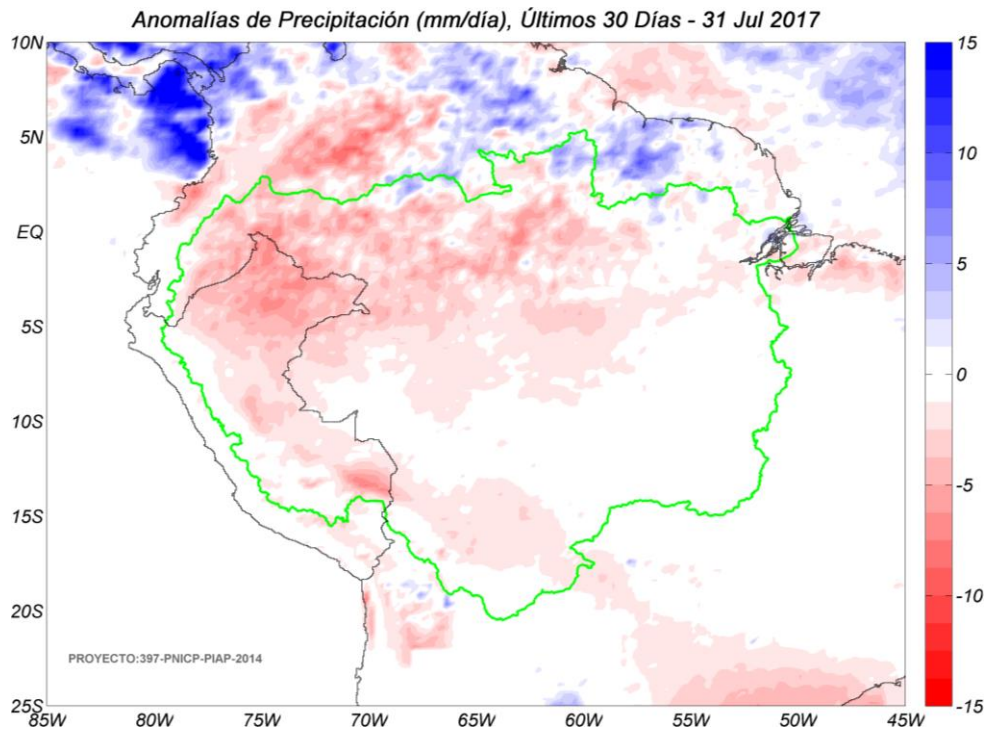 Anomalías de Precipitación (mm/día), Últimos 30 Días - 31 Jul 2017
10N
5N
EQ
5S
10S
15S
20S
25S
PROYECTO:397-PNICP-PIAP-2014
85W 80W 75W 70W 65W 60W 55W 50W 45W
15
10
5
0
-5
-10
-15